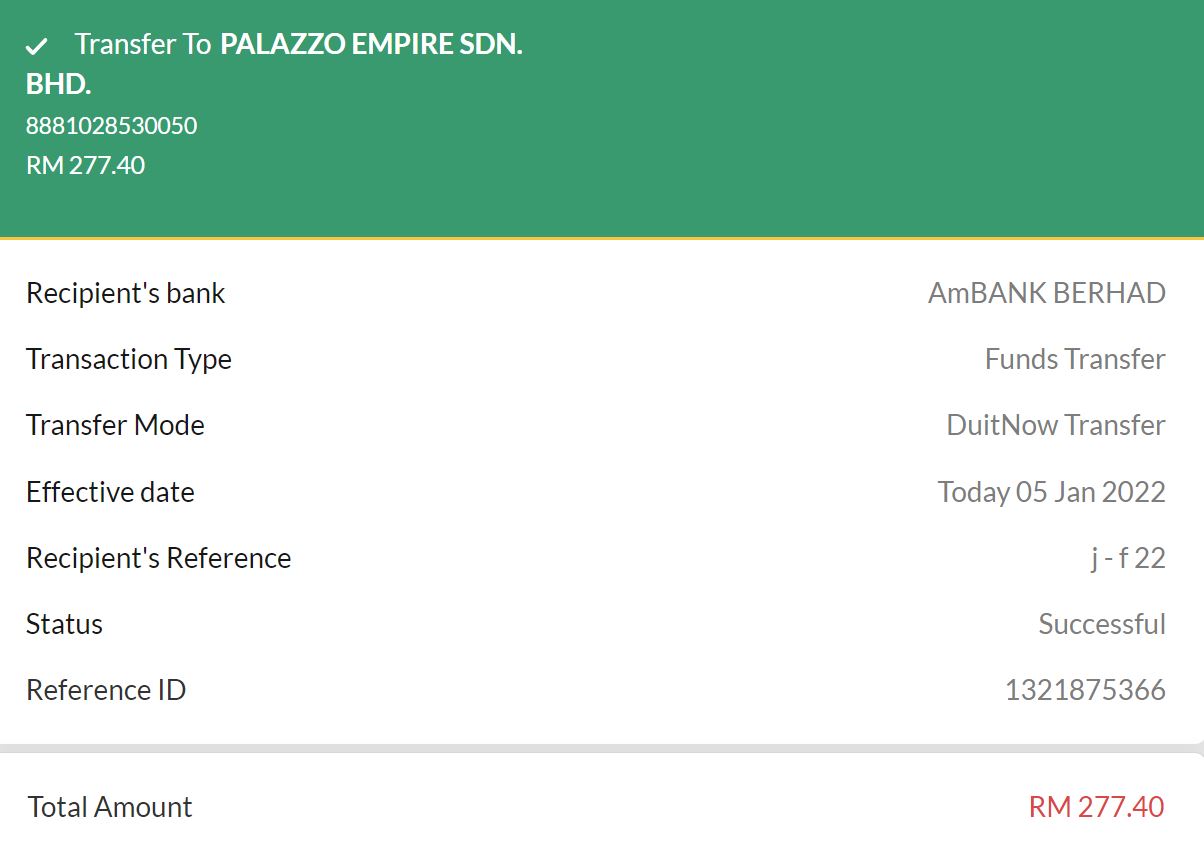 Transfer To PALAZZO EMPIRE SDN.
BHD.
8881028530050
RM 277.40
Recipient's bank AmBANK BERHAD
Transaction Type Funds Transfer
Transfer Mode DuitNow Transfer
Effective date Today 05 Jan 2022
Recipient's Reference j - f 22
Status Successful
Reference ID 1321875366
Total Amount RM 277.40